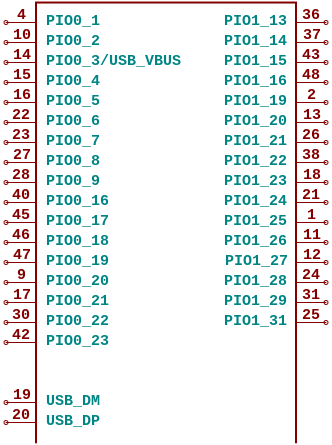 4 PIO0_1 PIO1_13 36
10 PIO0_2 PIO1_14 37
14 PIO0_3/USB_VBUS PIO1_15 43
15 PIO0_4 PIO1_16 48
16 PIO0_5 PIO1_19 2
22 PIO0_6 PIO1_20 13
23 PIO0_7 PIO1_21 26
27 PIO0_8 PIO1_22 38
28 PIO0_9 PIO1_23 18
40 PIO0_16 PIO1_24 21
45 PIO0_17 PIO1_25 1
46 PIO0_18 PIO1_26 11
47 PIO0_19 PIO1_27 12
9 PIO0_20 PIO1_28 24
17 PIO0_21 PIO1_29 31
30 PIO0_22 PIO1_31 25
42 PIO0_23
19 USB_DM
20 USB_DP